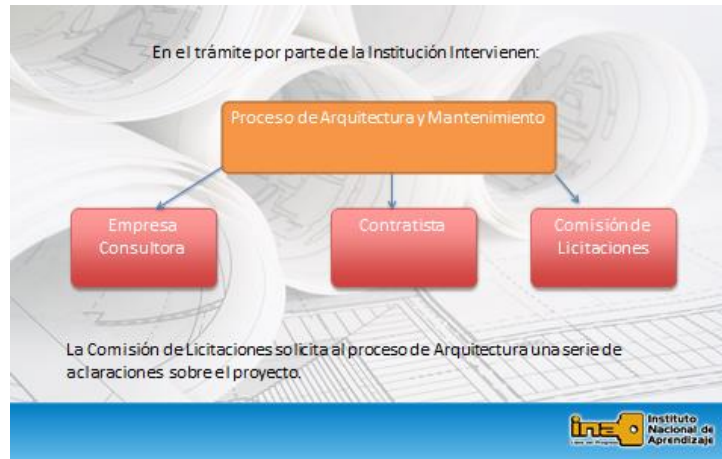 En el trámite por parte de la Institución Intervienen:
Proceso de Arquitectura y Mantenimiento
Empresa
Consultora
Contratista
Comisión de
Licitaciones
La Comisión de Licitaciones solicita al proceso de Arquitectura una serie de
aclaraciones sobre el proyecto.
ina
Instituto
Nacional de
Aprendizaje